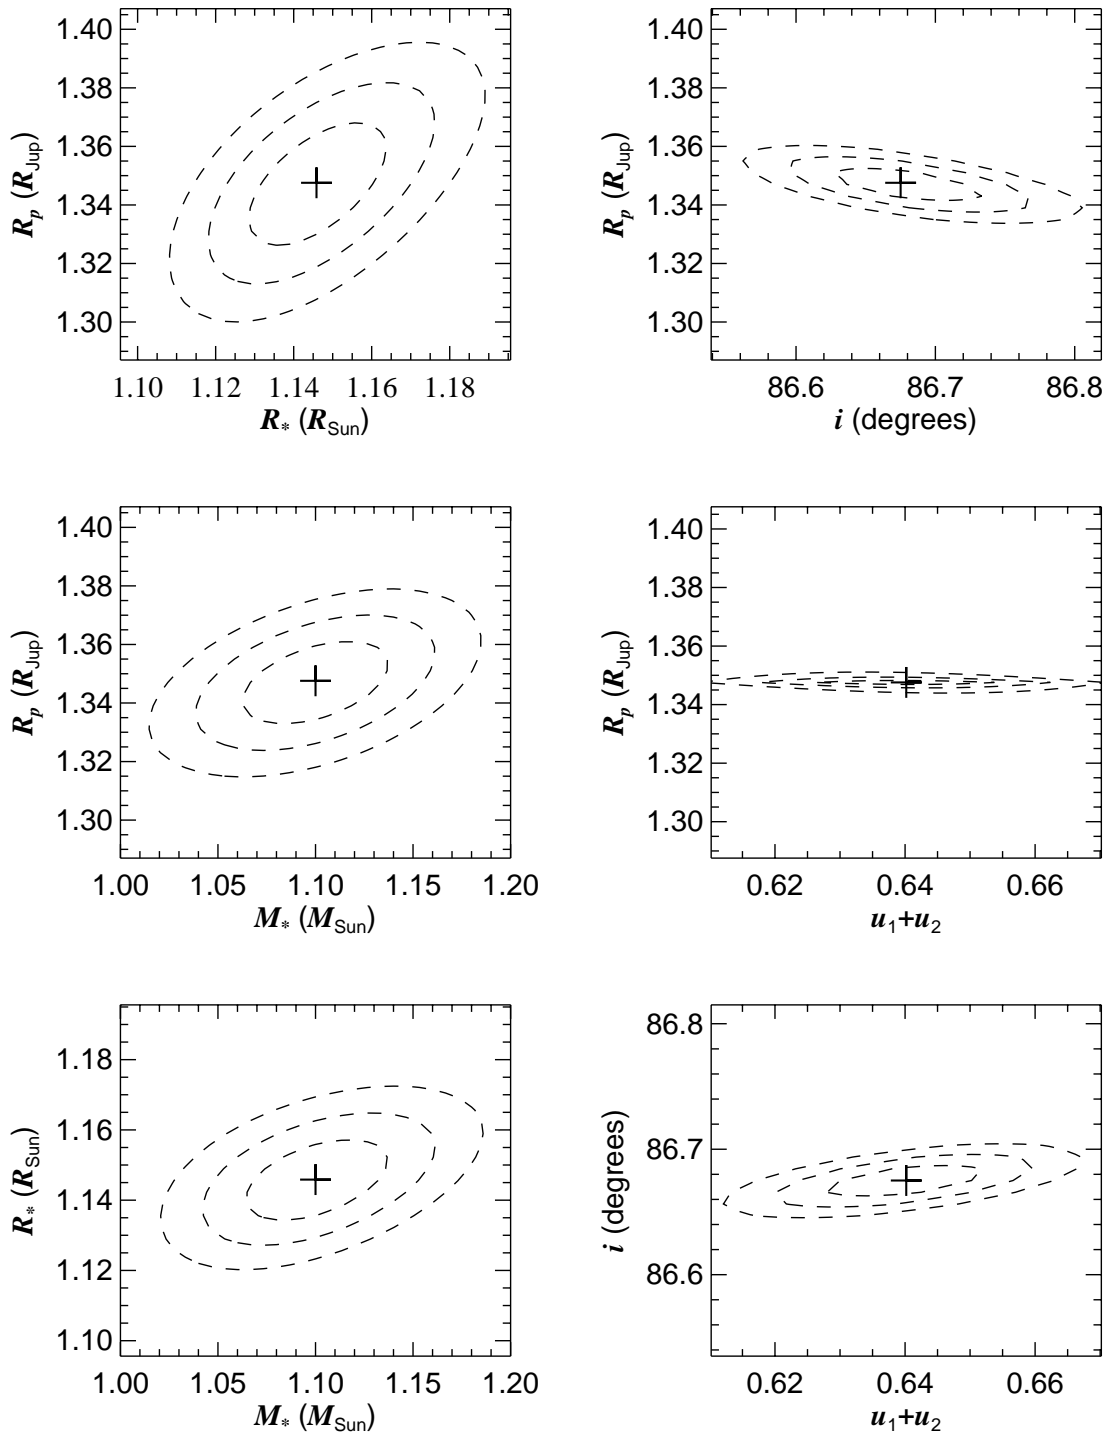 1.40
1.38
1.36
1.34
1.32
1.30
R_p (R_Jup)
1.10 1.12 1.14 1.16 1.18
R_* (R_Sun)
1.40
1.38
1.36
1.34
1.32
1.30
R_p (R_Jup)
86.6 86.7 86.8
i (degrees)
1.40
1.38
1.36
1.34
1.32
1.30
R_p (R_Jup)
1.00 1.05 1.10 1.15 1.20
M_* (M_Sun)
1.40
1.38
1.36
1.34
1.32
1.30
R_p (R_Jup)
0.62 0.64 0.66
u_1+u_2
1.18
1.16
1.14
1.12
1.10
R_* (R_Sun)
1.00 1.05 1.10 1.15 1.20
M_* (M_Sun)
86.8
86.7
86.6
i (degrees)
0.62 0.64 0.66
u_1+u_2